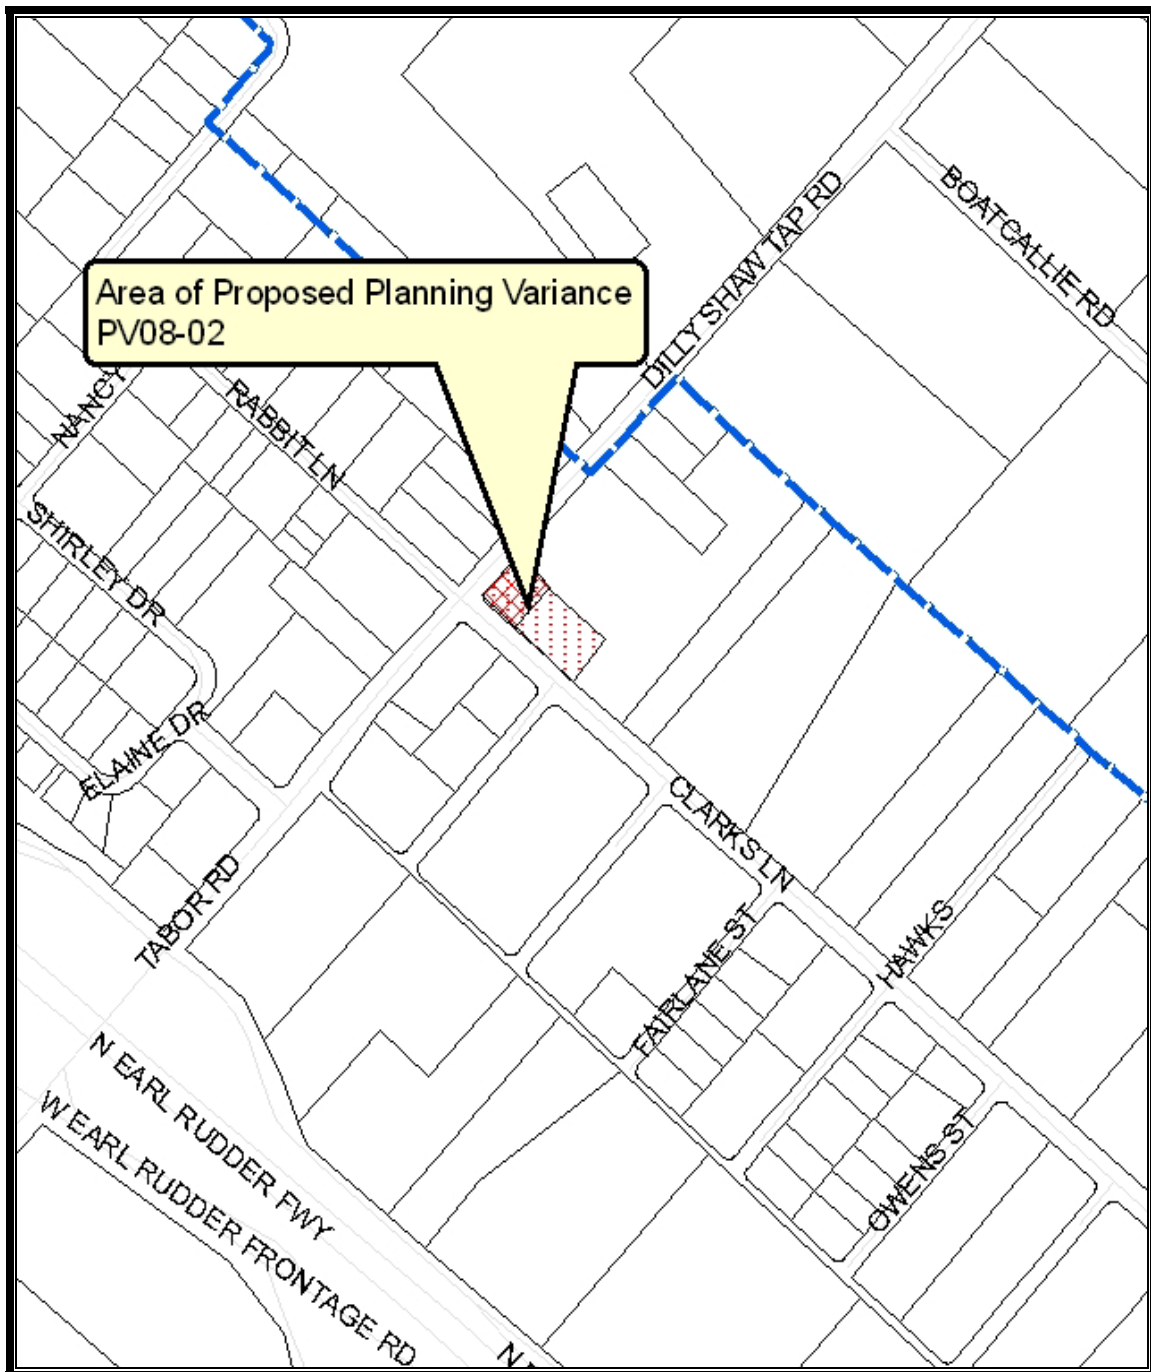 BOATCALLIE RD
DILLY SHAW TAP RD
Area of Proposed Planning Variance
PV08-02
NANCY
RABBIT LN
SHIRLEY DR
ELAINE DR
CLARKS LN
TABOR RD
HAWKS
FAIRLANE ST
N EARL RUDDER FWY
W EARL RUDDER FRONTAGE RD
OWENS ST
N